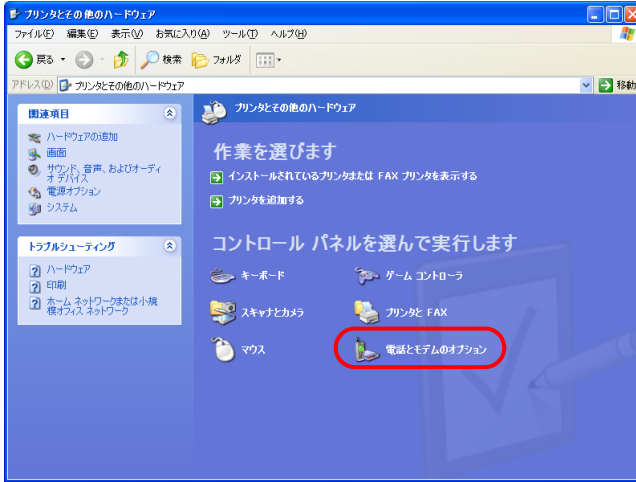 プリンタとその他のハードウェア
ファイル(F) 編集(E) 表示(V) お気に入り(A) ツール(T) ヘルプ(H)
戻る 検索 フォルダ
アドレス(D) プリンタとその他のハードウェア 移動
関連項目
ハードウェアの追加
画面
サウンド、音声、およびオーディ
オ デバイス
電源オプション
システム
トラブルシューティング
ハードウェア
印刷
ホーム ネットワークまたは小規
模オフィス ネットワーク
プリンタとその他のハードウェア
作業を選びます
インストールされているプリンタまたは FAX プリンタを表示する
プリンタを追加する
コントロール パネルを選んで実行します
キーボード
ゲーム コントローラ
スキャナとカメラ
プリンタと FAX
マウス
電話とモデムのオプション